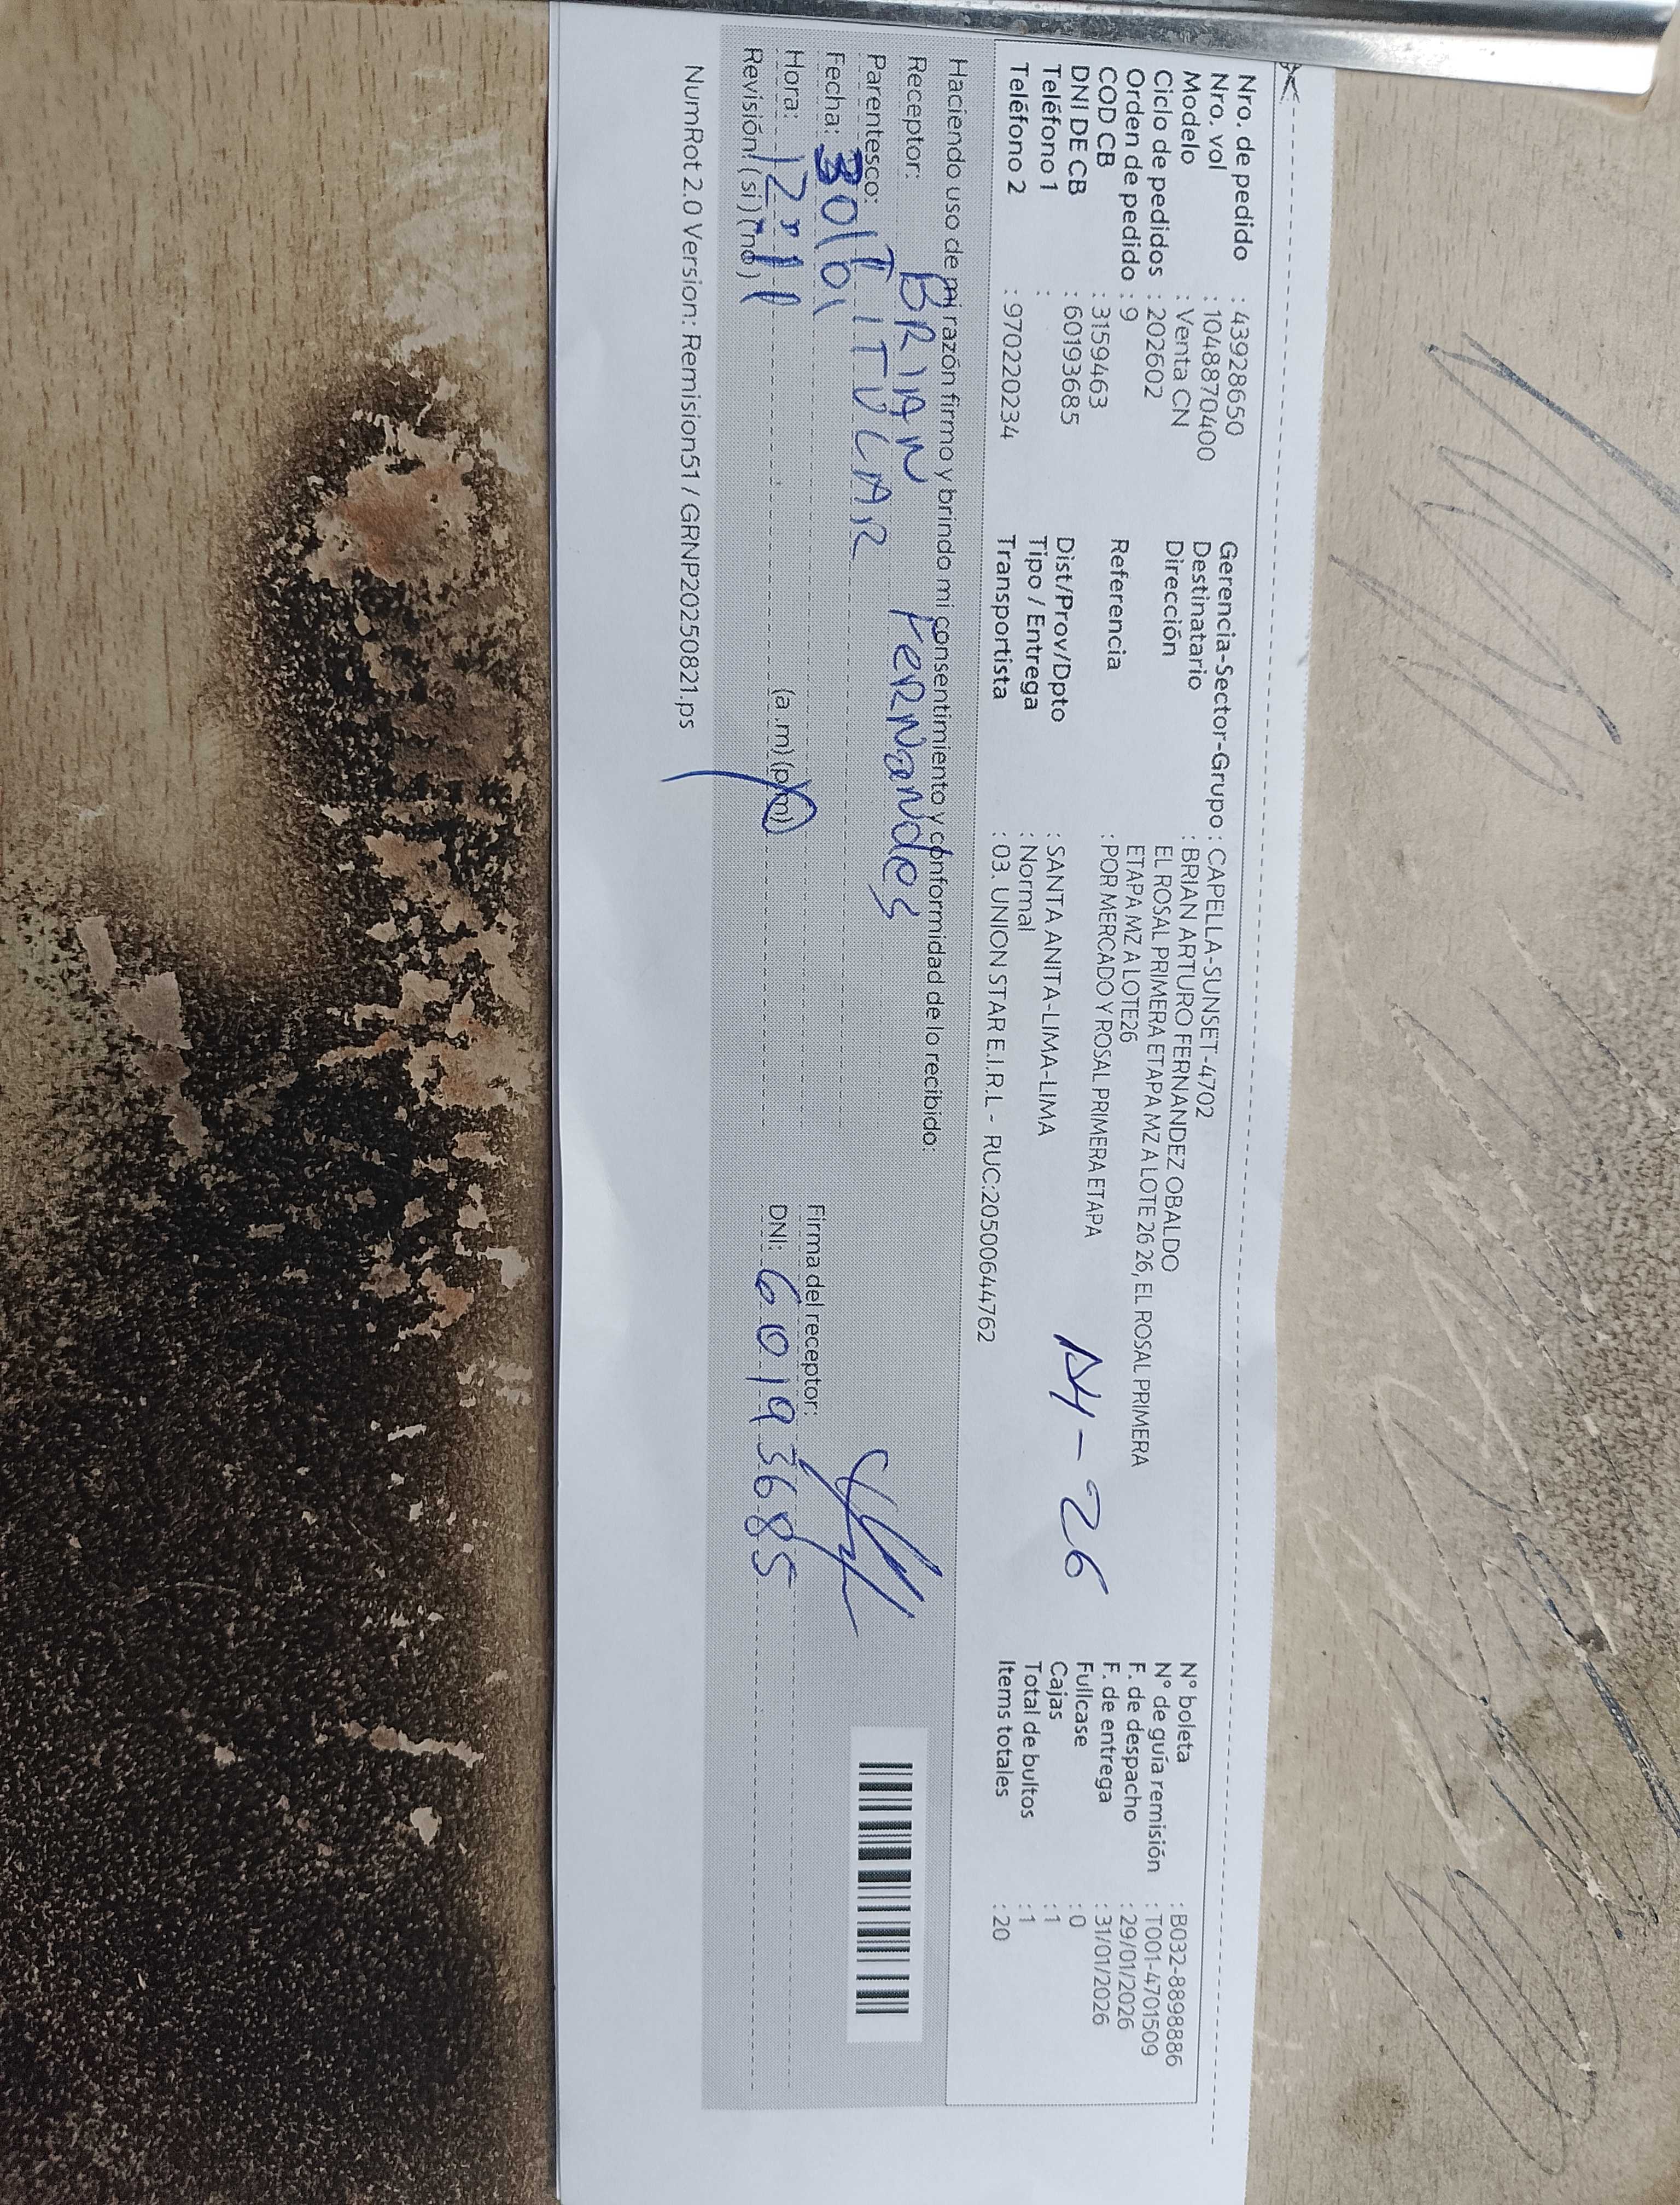 Nro. de pedido : 43928650
Nro. vol : 1048870400
Modelo : Venta CN
Ciclo de pedidos : 202602
Orden de pedido : 9
COD CB : 3159463
DNI DE CB : 60193685
Teléfono 1 :
Teléfono 2 : 970220234
Gerencia-Sector-Grupo : CAPELLA-SUNSET-4702
Destinatario : BRIAN ARTURO FERNANDEZ OBALDO
Dirección EL ROSAL PRIMERA ETAPA MZ A LOTE 26 26, EL ROSAL PRIMERA
ETAPA MZ A LOTE26
Referencia : POR MERCADO Y ROSAL PRIMERA ETAPA
Dist/Prov/Dpto : SANTA ANITA-LIMA-LIMA
Tipo / Entrega : Normal
Transportista : 03. UNION STAR E.I.R.L - RUC:20500644762
-26
N° boleta : B032-8898886
N° de guía remisión : T001-4701509
F. de despacho : 29/01/2026
F. de entrega : 31/01/2026
Fullcase : 0
Cajas : 1
Total de bultos : 1
Items totales : 20
Haciendo uso de mi razón firmo y brindo mi consentimiento y conformidad de lo recibido:
Receptor: BRIAN FERNandes
Parentesco: TITULAR
Fecha: 30/01
Hora: 12:11 (a.m) (p.m)
Revisión: (si) (no)
Firma del receptor:
DNI: 60193685
NumRot 2.0 Version: Remision51 / GRNP20250821.ps